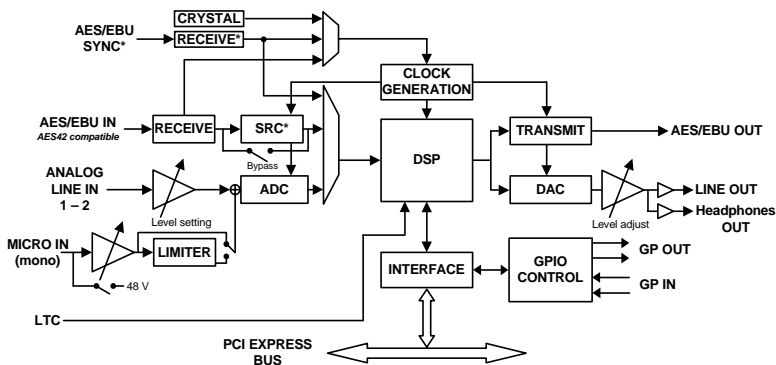 CRYSTAL
AES/EBU
SYNC*
RECEIVE*
CLOCK
GENERATION
AES/EBU IN
AES42 compatible
RECEIVE
SRC*
Bypass
DSP
TRANSMIT
AES/EBU OUT
ANALOG
LINE IN
1 – 2
Level setting
ADC
DAC
Level adjust
LINE OUT
Headphones
OUT
MICRO IN
(mono)
LIMITER
48 V
INTERFACE
GPIO
CONTROL
GP OUT
GP IN
LTC
PCI EXPRESS
BUS